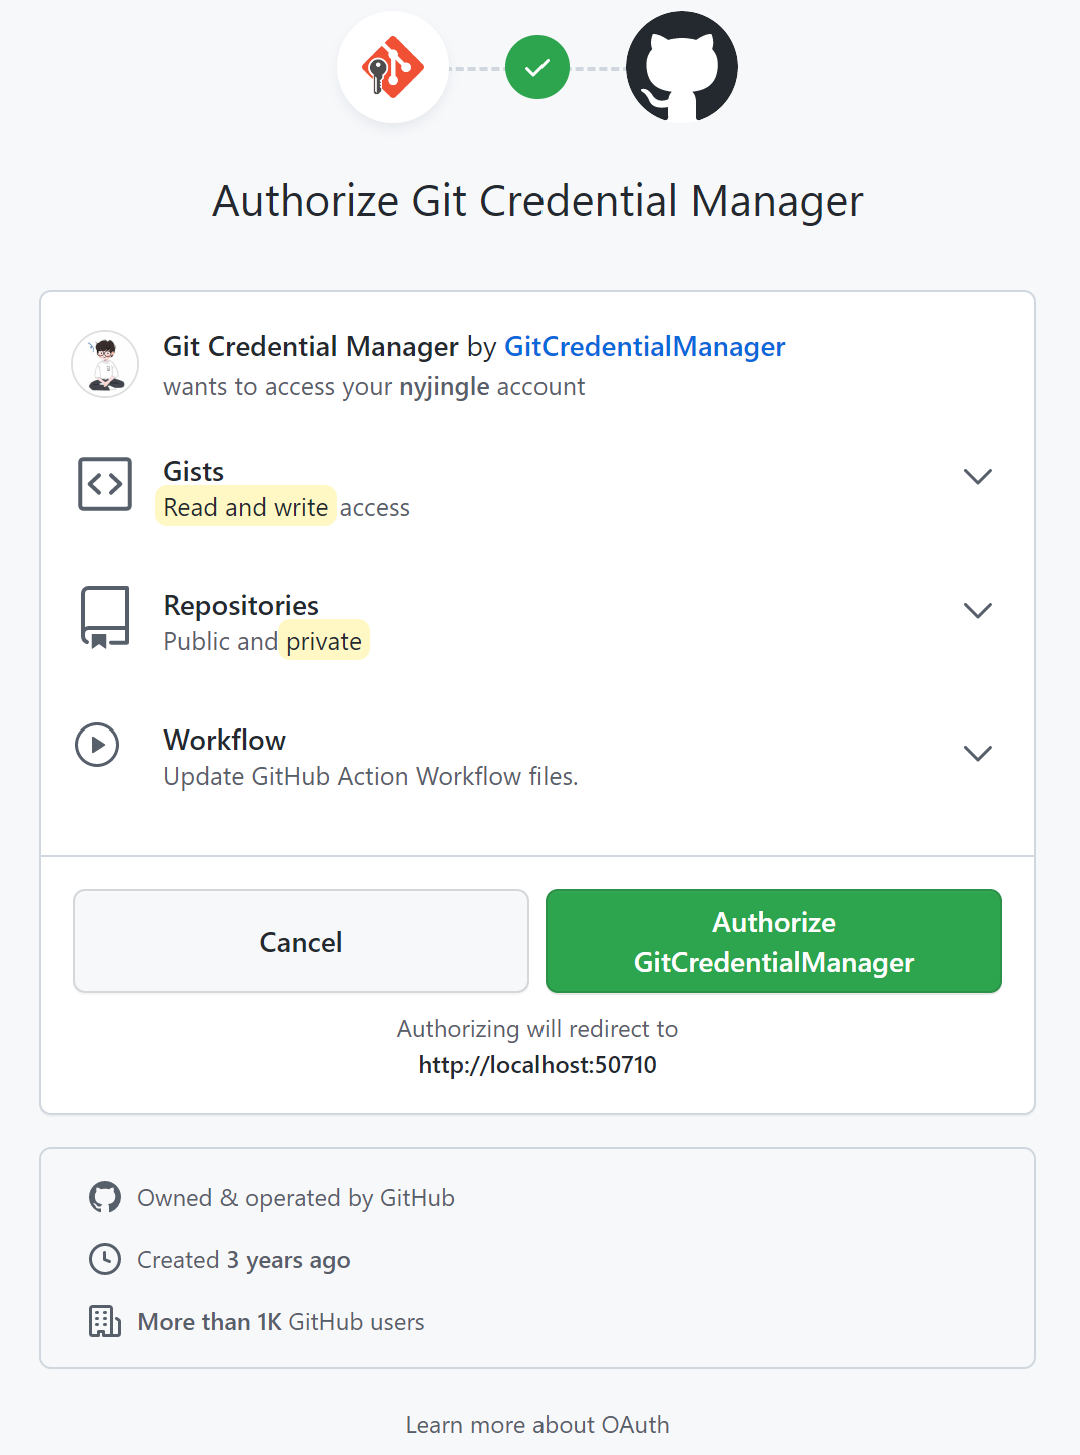 Authorize Git Credential Manager
Git Credential Manager by GitCredentialManager
wants to access your nyjingle account
Gists
Read and write access
Repositories
Public and private
Workflow
Update GitHub Action Workflow files.
Cancel
Authorize
GitCredentialManager
Authorizing will redirect to
http://localhost:50710
Owned & operated by GitHub
Created 3 years ago
More than 1K GitHub users
Learn more about OAuth